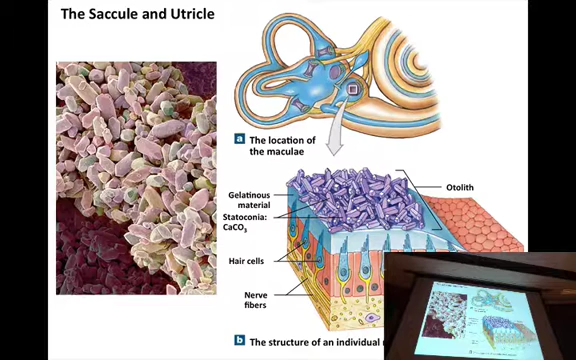 The Saccule and Utricle
a The location of
the maculae
Gelatinous
material
Statoconia:
CaCO₃
Otolith
Hair cells
Nerve
fibers
b The structure of an individual